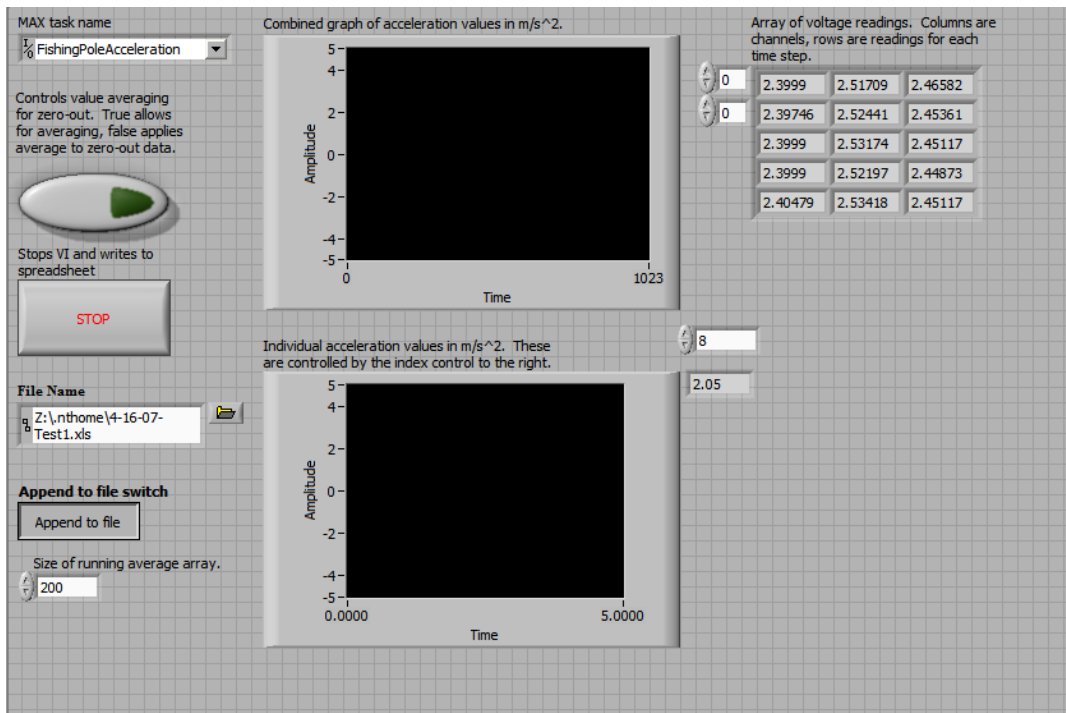 MAX task name
I/O FishingPoleAcceleration
Controls value averaging
for zero-out. True allows
for averaging, false applies
average to zero-out data.
Stops VI and writes to
spreadsheet
STOP
File Name
Z:\.nthome\4-16-07-
Test1.xls
Append to file switch
Append to file
Size of running average array.
200
Combined graph of acceleration values in m/s^2.
5
4
2
0
-2
-4
-5
Amplitude
0 1023
Time
Individual acceleration values in m/s^2. These
are controlled by the index control to the right.
5
4
2
0
-2
-4
-5
Amplitude
0.0000 5.0000
Time
8
2.05
Array of voltage readings. Columns are
channels, rows are readings for each
time step.
0
0
2.3999 2.51709 2.46582
2.39746 2.52441 2.45361
2.3999 2.53174 2.45117
2.3999 2.52197 2.44873
2.40479 2.53418 2.45117